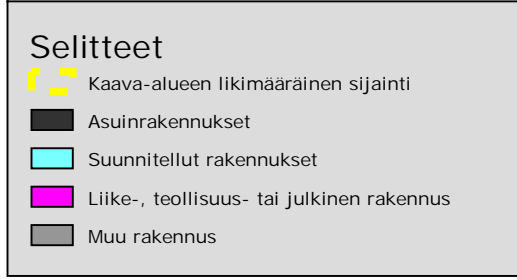 Selitteet
Kaava-alueen likimääräinen sijainti
Asuinrakennukset
Suunnitellut rakennukset
Liike-, teollisuus- tai julkinen rakennus
Muu rakennus